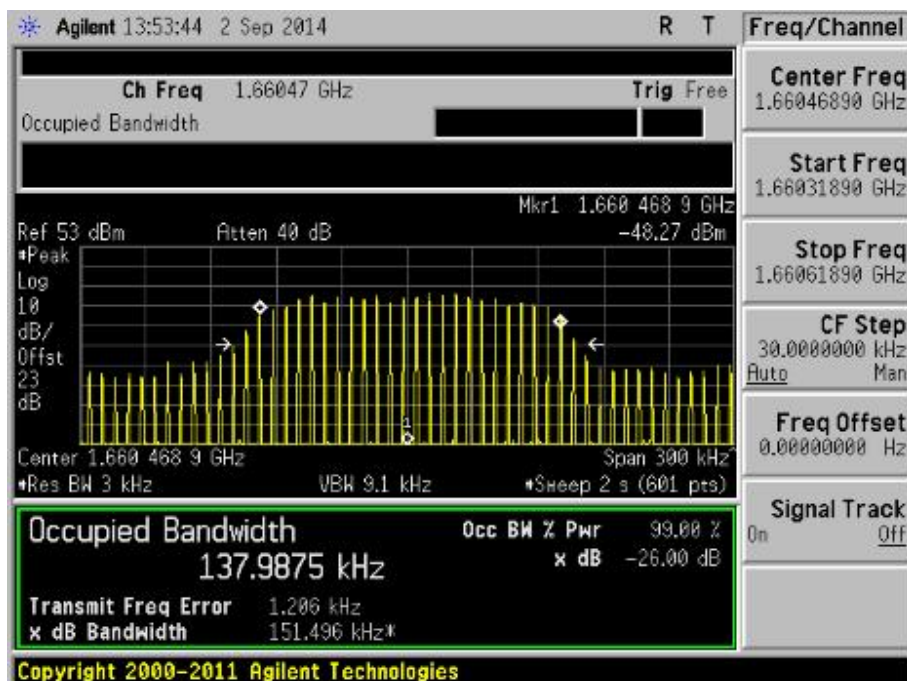 Agilent 13:53:44 2 Sep 2014 R T
Freq/Channel
Ch Freq 1.66047 GHz Trig Free
Occupied Bandwidth
Center Freq
1.66046890 GHz
Start Freq
1.66031890 GHz
Stop Freq
1.66061890 GHz
CF Step
30.0000000 kHz
Auto Man
Freq Offset
0.00000000 Hz
Signal Track
On Off
Mkr1 1.660 468 9 GHz
Ref 53 dBm Atten 40 dB -48.27 dBm
*Peak
Log
10
dB/
Offst
23
dB
1
Center 1.660 468 9 GHz Span 300 kHz^
*Res BW 3 kHz VBW 9.1 kHz *Sweep 2 s (601 pts)
Occupied Bandwidth
137.9875 kHz
Occ BW % Pwr 99.00 %
x dB -26.00 dB
Transmit Freq Error 1.206 kHz
x dB Bandwidth 151.496 kHz*
Copyright 2000-2011 Agilent Technologies